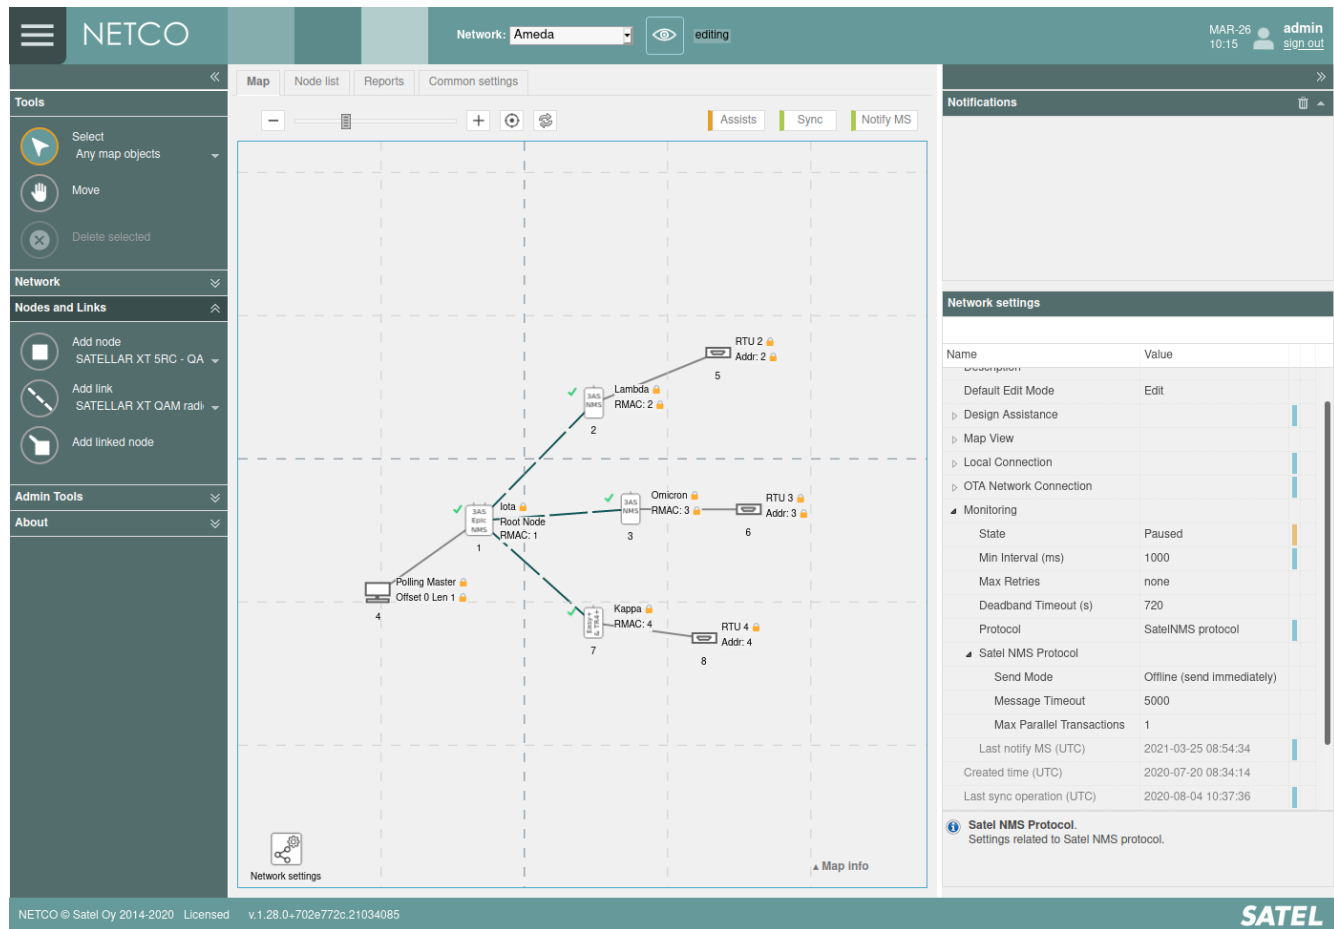 NETCO
Network: Ameda
editing
MAR-26
10:15
admin
sign out
Tools
Select
Any map objects
Move
Delete selected
Network
Nodes and Links
Add node
SATELLAR XT 5RC - QA
Add link
SATELLAR XT QAM radi
Add linked node
Admin Tools
About
Map
Node list
Reports
Common settings
Assists
Sync
Notify MS
RTU 2
Addr: 2
5
3AS
NMS
Lambda
RMAC: 2
2
3AS
Epic
NMS
Iota
Root Node
RMAC: 1
1
3AS
NMS
Omicron
RMAC: 3
3
RTU 3
Addr: 3
6
Polling Master
Offset 0 Len 1
4
Easy+
& TR4+
Kappa
RMAC: 4
7
RTU 4
Addr: 4
8
Network settings
Map info
Notifications
Network settings
Name Value
Description
Default Edit Mode Edit
Design Assistance
Map View
Local Connection
OTA Network Connection
Monitoring
State Paused
Min Interval (ms) 1000
Max Retries none
Deadband Timeout (s) 720
Protocol SatelNMS protocol
Satel NMS Protocol
Send Mode Offline (send immediately)
Message Timeout 5000
Max Parallel Transactions 1
Last notify MS (UTC) 2021-03-25 08:54:34
Created time (UTC) 2020-07-20 08:34:14
Last sync operation (UTC) 2020-08-04 10:37:36
Satel NMS Protocol.
Settings related to Satel NMS protocol.
NETCO © Satel Oy 2014-2020 Licensed v.1.28.0+702e772c.21034085
SATEL